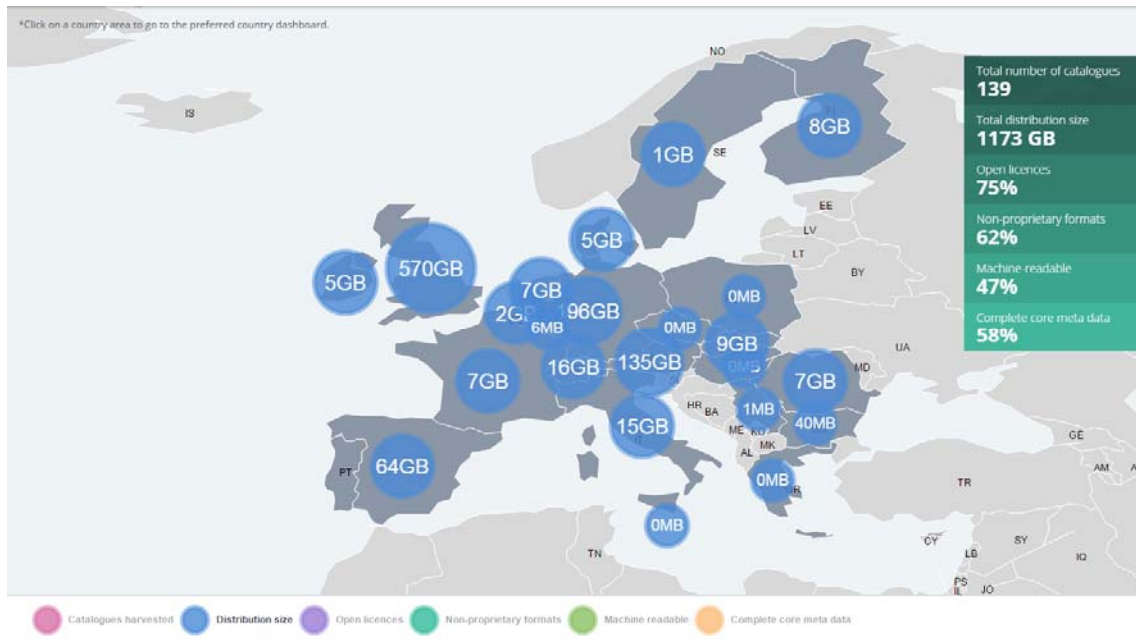 *Click on a country area to go to the preferred country dashboard.
NO
Total number of catalogues
139
Total distribution size
1173 GB
Open licences
75%
Non-proprietary formats
62%
Machine-readable
47%
Complete core meta data
58%
IS
8GB
1GB
SE
EE
LV
LT
BY
5GB
570GB
5GB
7GB
196GB
2GB
6MB
0MB
0MB
9GB
UA
7GB
16GB
135GB
0MB
7GB
MD
HR
BA
1MB
40MB
15GB
ME
MK
AL
IT
GE
AM
64GB
PT
0MB
TR
0MB
TN
CY
SY
LB
IQ
PS
IL
JO
Catalogues harvested
Distribution size
Open licences
Non-proprietary formats
Machine readable
Complete core meta data